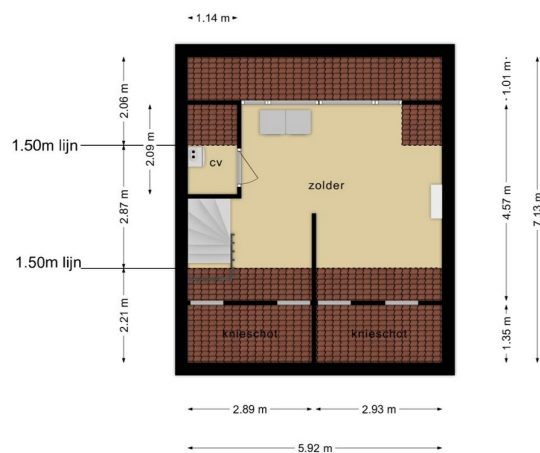 1.14 m
2.06 m
1.01 m
1.50m lijn
2.09 m
cv
zolder
2.87 m
4.57 m
7.13 m
1.50m lijn
2.21 m
knieschot
knieschot
1.35 m
2.89 m
2.93 m
5.92 m